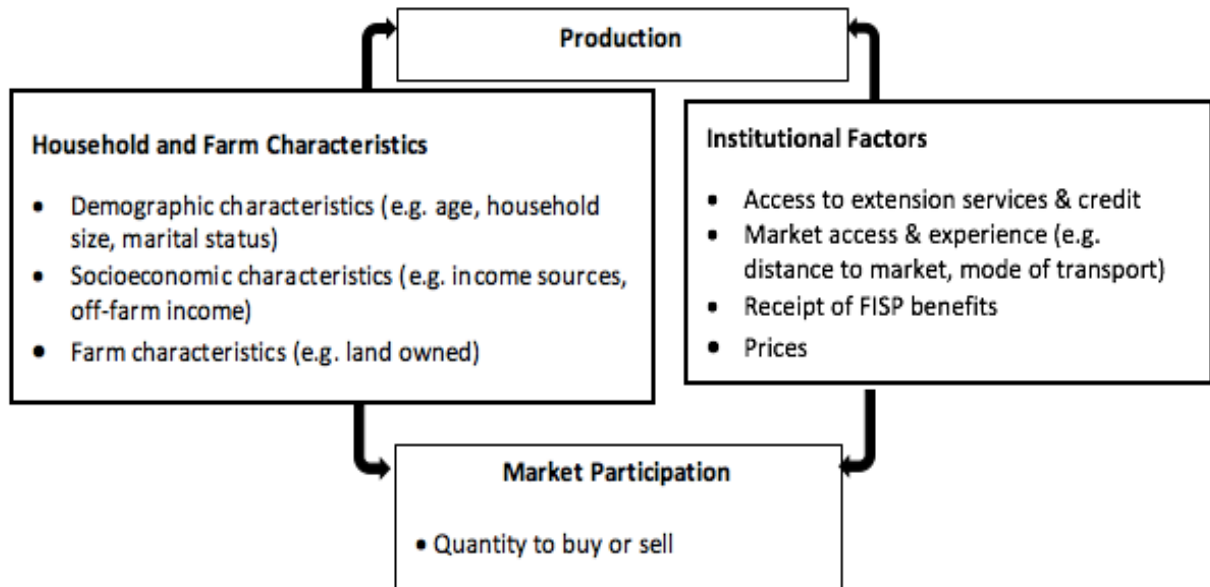 Production
Household and Farm Characteristics
• Demographic characteristics (e.g. age, household
size, marital status)
• Socioeconomic characteristics (e.g. income sources,
off-farm income)
• Farm characteristics (e.g. land owned)
Institutional Factors
• Access to extension services & credit
• Market access & experience (e.g.
distance to market, mode of transport)
• Receipt of FISP benefits
• Prices
Market Participation
• Quantity to buy or sell